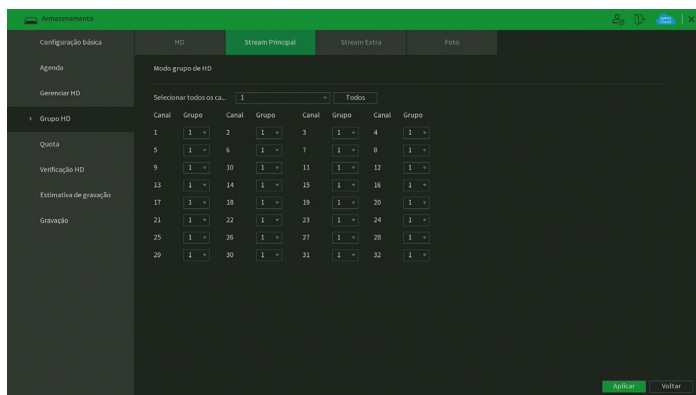 Armazenamento
Configuração básica
Agenda
Gerenciar HD
> Grupo HD
Quota
Verificação HD
Estimativa de gravação
Gravação
HD Stream Principal Stream Extra Foto
Modo grupo de HD
Selecionar todos os ca... 1 Todos
Canal Grupo Canal Grupo Canal Grupo Canal Grupo
1 1 2 1 3 1 4 1
5 1 6 1 7 1 8 1
9 1 10 1 11 1 12 1
13 1 14 1 15 1 16 1
17 1 18 1 19 1 20 1
21 1 22 1 23 1 24 1
25 1 26 1 27 1 28 1
29 1 30 1 31 1 32 1
Aplicar Voltar